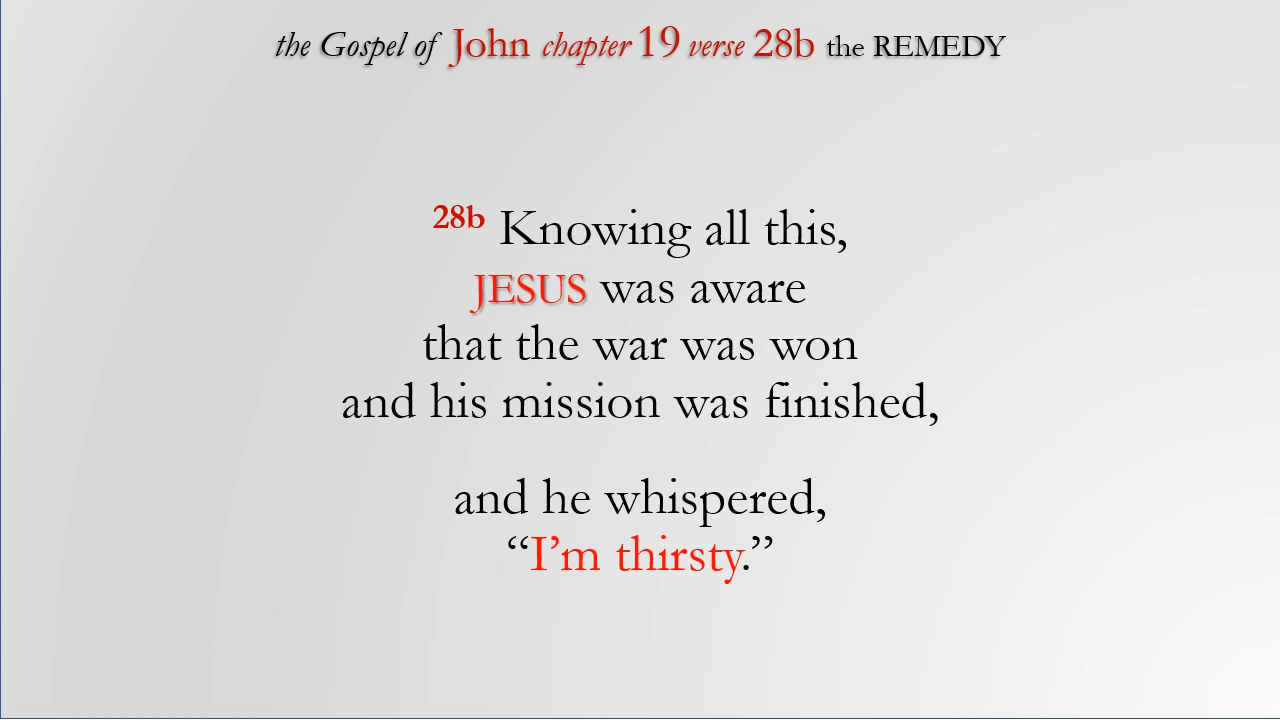 the Gospel of John chapter 19 verse 28b the REMEDY
28b Knowing all this,
JESUS was aware
that the war was won
and his mission was finished,
and he whispered,
“I’m thirsty.”